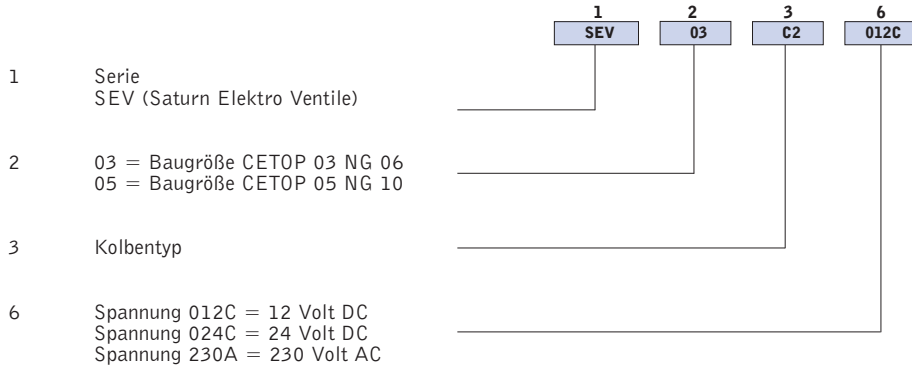 1 2 3 6
SEV 03 C2 012C
1 Serie
SEV (Saturn Elektro Ventile)
2 03 = Baugröße CETOP 03 NG 06
05 = Baugröße CETOP 05 NG 10
3 Kolbentyp
6 Spannung 012C = 12 Volt DC
Spannung 024C = 24 Volt DC
Spannung 230A = 230 Volt AC